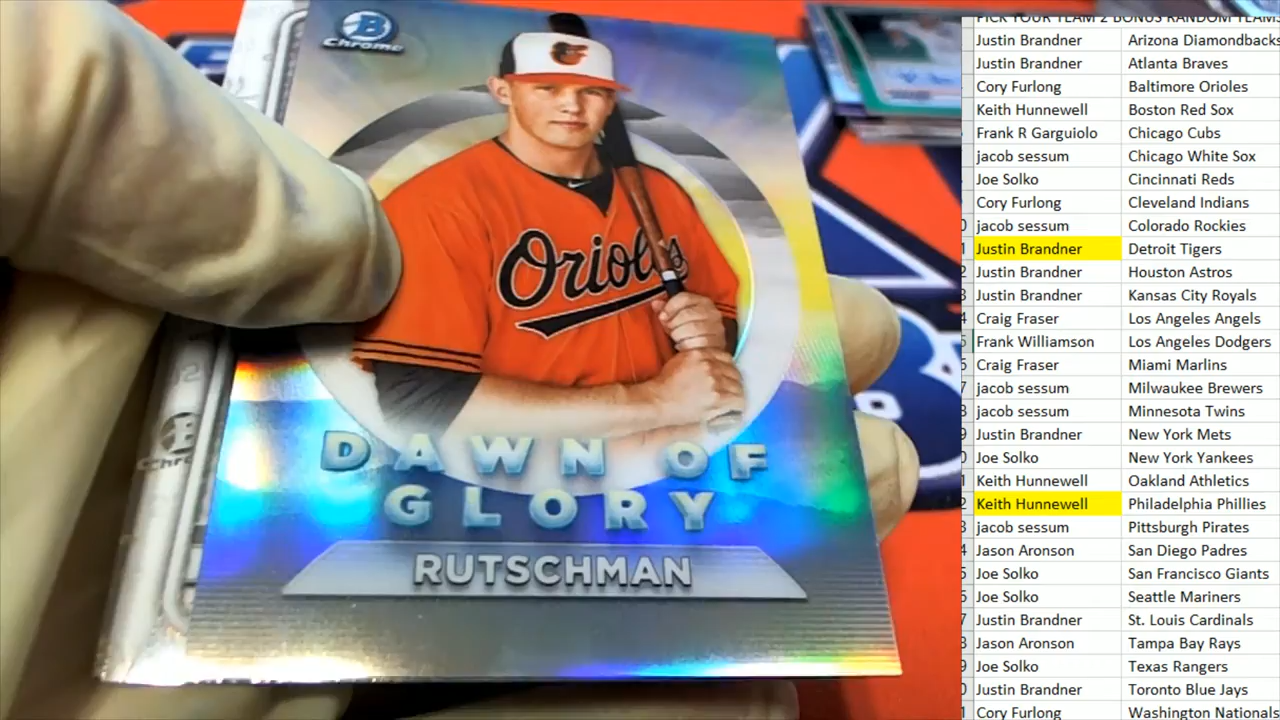 Chrome
Orioles
DAWN OF
GLORY
RUTSCHMAN
PICK YOUR TEAM 2 BONUS RANDOM TEAMS
Justin Brandner Arizona Diamondbacks
Justin Brandner Atlanta Braves
Cory Furlong Baltimore Orioles
Keith Hunnewell Boston Red Sox
Frank R Garguiolo Chicago Cubs
jacob sessum Chicago White Sox
Joe Solko Cincinnati Reds
Cory Furlong Cleveland Indians
jacob sessum Colorado Rockies
Justin Brandner Detroit Tigers
Justin Brandner Houston Astros
Justin Brandner Kansas City Royals
Craig Fraser Los Angeles Angels
Frank Williamson Los Angeles Dodgers
Craig Fraser Miami Marlins
jacob sessum Milwaukee Brewers
jacob sessum Minnesota Twins
Justin Brandner New York Mets
Joe Solko New York Yankees
Keith Hunnewell Oakland Athletics
Keith Hunnewell Philadelphia Phillies
jacob sessum Pittsburgh Pirates
Jason Aronson San Diego Padres
Joe Solko San Francisco Giants
Joe Solko Seattle Mariners
Justin Brandner St. Louis Cardinals
Jason Aronson Tampa Bay Rays
Joe Solko Texas Rangers
Justin Brandner Toronto Blue Jays
Cory Furlong Washington Nationals